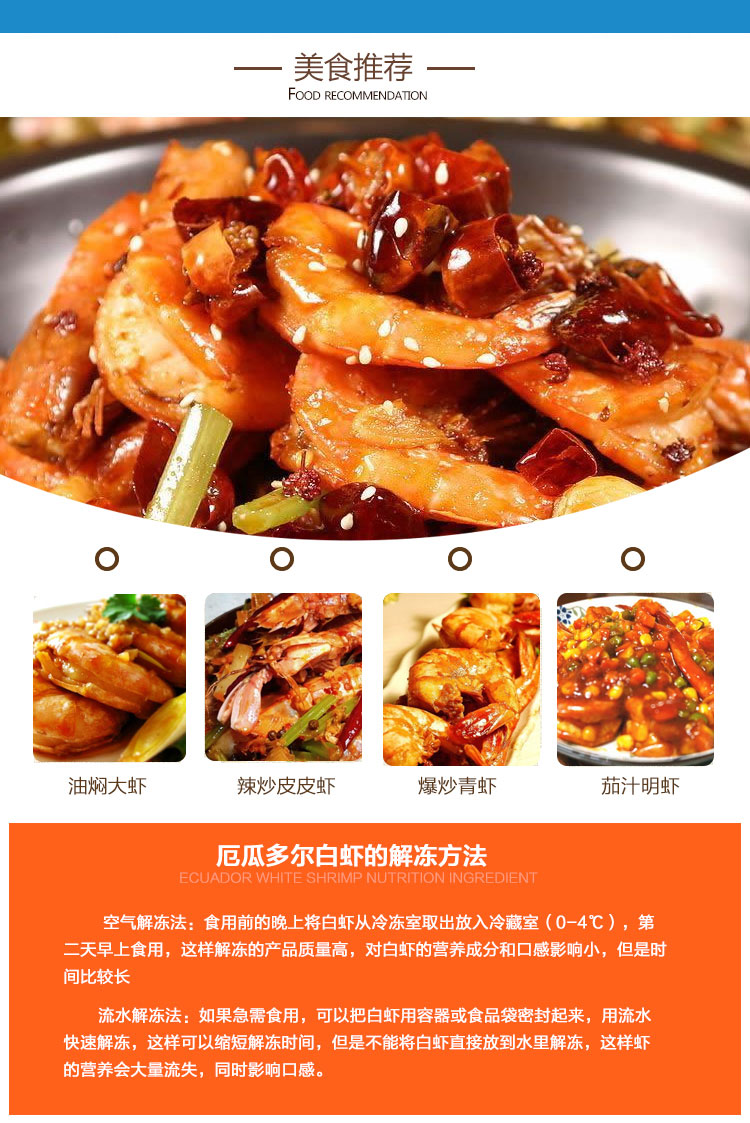 美食推荐
FOOD RECOMMENDATION
油焖大虾
辣炒皮皮虾
爆炒青虾
茄汁明虾
厄瓜多尔白虾的解冻方法
ECUADOR WHITE SHRIMP NUTRITION INGREDIENT
空气解冻法：食用前的晚上将白虾从冷冻室取出放入冷藏室（0-4℃），第
二天早上食用，这样解冻的产品质量高，对白虾的营养成分和口感影响小，但是时
间比较长
流水解冻法：如果急需食用，可以把白虾用容器或食品袋密封起来，用流水
快速解冻，这样可以缩短解冻时间，但是不能将白虾直接放到水里解冻，这样虾
的营养会大量流失，同时影响口感。